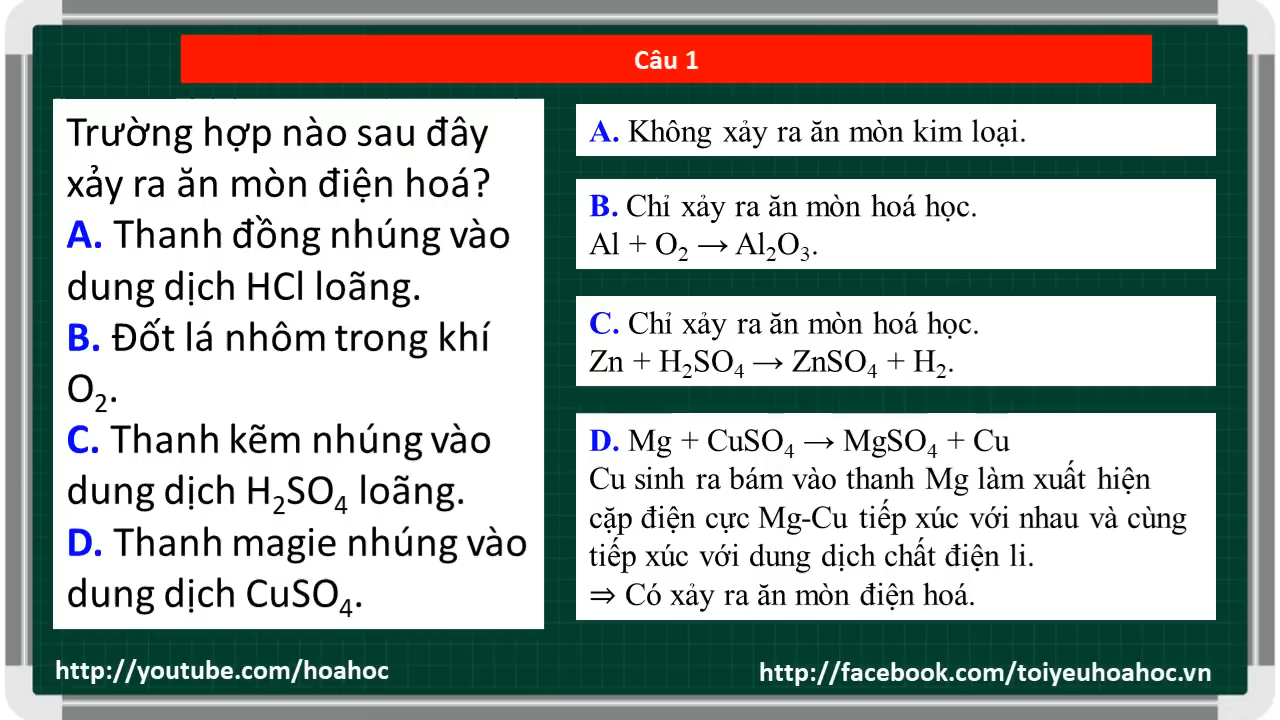 Câu 1
Trường hợp nào sau đây
xảy ra ăn mòn điện hoá?
A. Thanh đồng nhúng vào
dung dịch HCl loãng.
B. Đốt lá nhôm trong khí
O₂.
C. Thanh kẽm nhúng vào
dung dịch H₂SO₄ loãng.
D. Thanh magie nhúng vào
dung dịch CuSO₄.
A. Không xảy ra ăn mòn kim loại.
B. Chỉ xảy ra ăn mòn hoá học.
Al + O₂ → Al₂O₃.
C. Chỉ xảy ra ăn mòn hoá học.
Zn + H₂SO₄ → ZnSO₄ + H₂.
D. Mg + CuSO₄ → MgSO₄ + Cu
Cu sinh ra bám vào thanh Mg làm xuất hiện
cặp điện cực Mg-Cu tiếp xúc với nhau và cùng
tiếp xúc với dung dịch chất điện li.
⇒ Có xảy ra ăn mòn điện hoá.
http://youtube.com/hoahoc
http://facebook.com/toiyeuhoahoc.vn